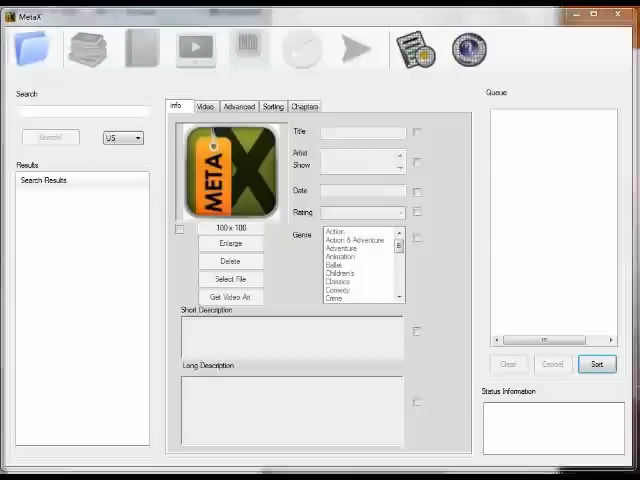 MetaX
Search
Search!
US
Results
Search Results
Info
Video
Advanced
Sorting
Chapters
META
X
100 x 100
Enlarge
Delete
Select File
Get Video Art
Title
Artist
Show
Date
Rating
Genre
Action
Action & Adventure
Adventure
Animation
Ballet
Children's
Classics
Comedy
Crime
Short Description
Long Description
Queue
Clear
Cancel
Sort
Status Information